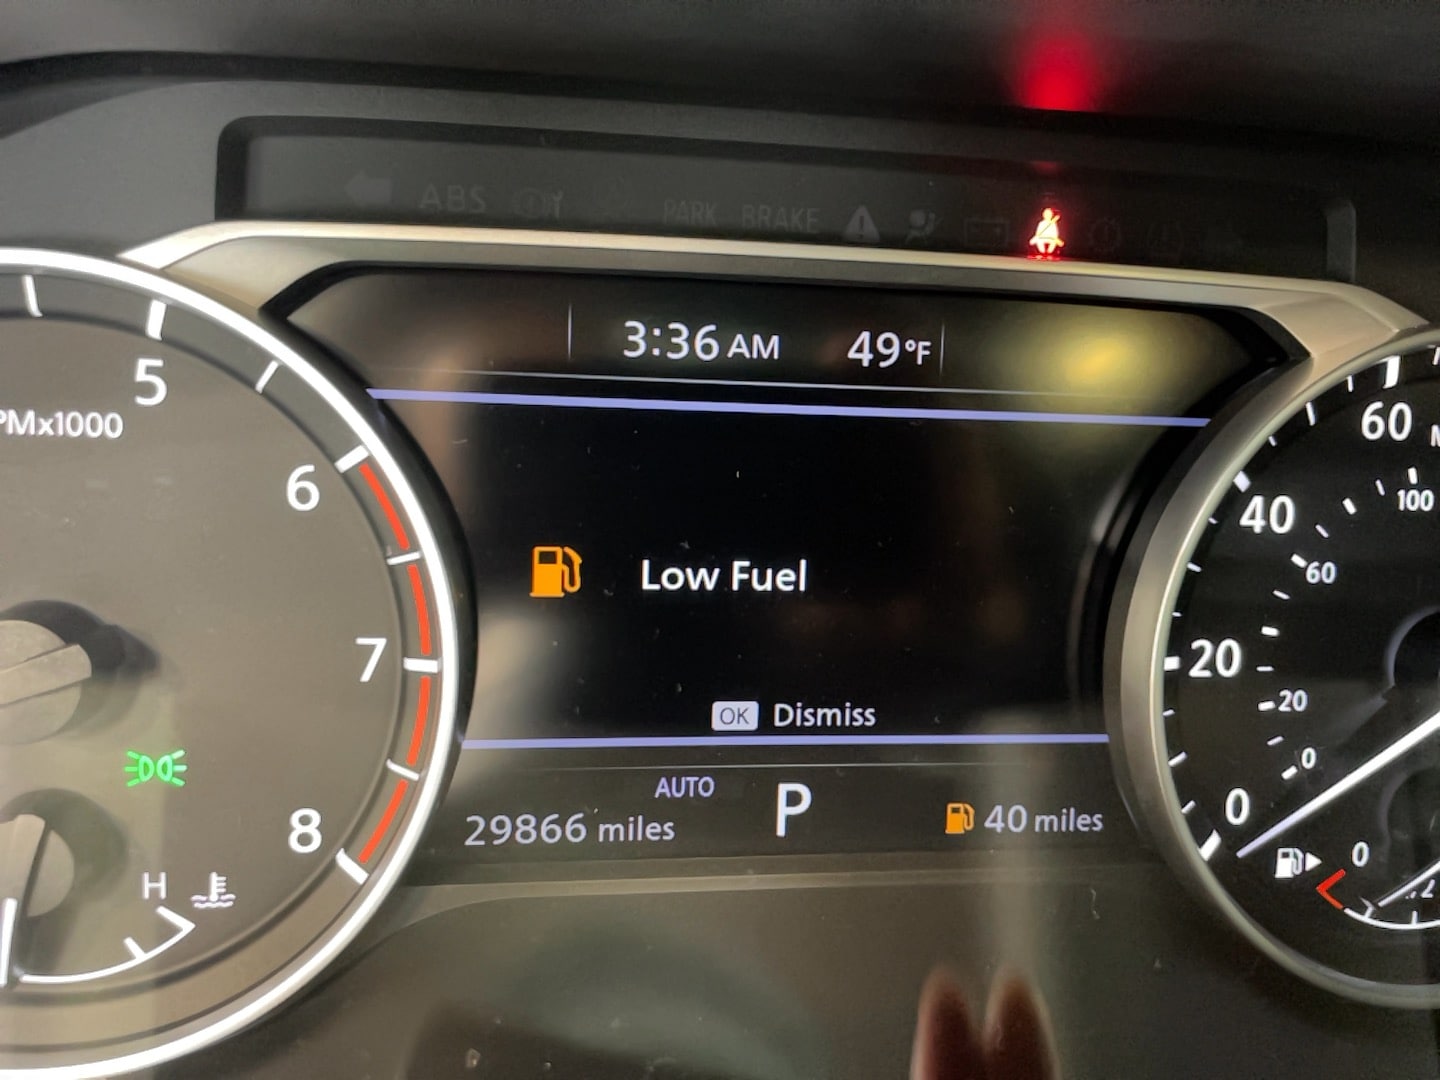 ABS
PARK BRAKE
3:36 AM 49°F
5
PMx1000
6
7
8
H
Low Fuel
OK Dismiss
AUTO
29866 miles P 40 miles
60
40
20
0
100
60
20
0
0